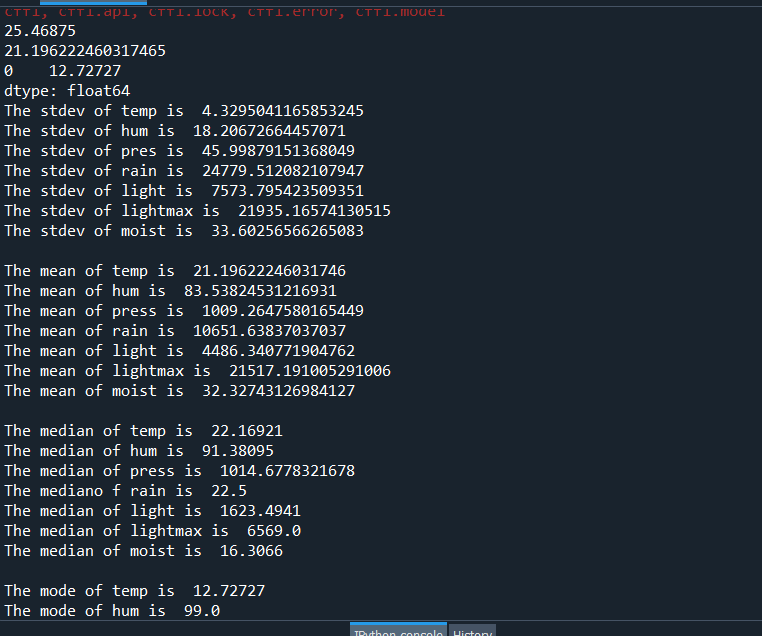 cffi, cffi.api, cffi.lock, cffi.error, cffi.model
25.46875
21.196222460317465
0    12.72727
dtype: float64
The stdev of temp is  4.3295041165853245
The stdev of hum is  18.20672664457071
The stdev of pres is  45.99879151368049
The stdev of rain is  24779.512082107947
The stdev of light is  7573.795423509351
The stdev of lightmax is  21935.16574130515
The stdev of moist is  33.60256566265083
The mean of temp is  21.19622246031746
The mean of hum is  83.53824531216931
The mean of press is  1009.2647580165449
The mean of rain is  10651.63837037037
The mean of light is  4486.340771904762
The mean of lightmax is  21517.191005291006
The mean of moist is  32.32743126984127
The median of temp is  22.16921
The median of hum is  91.38095
The median of press is  1014.6778321678
The mediano f rain is  22.5
The median of light is  1623.4941
The median of lightmax is  6569.0
The median of moist is  16.3066
The mode of temp is  12.72727
The mode of hum is  99.0
IPython console History